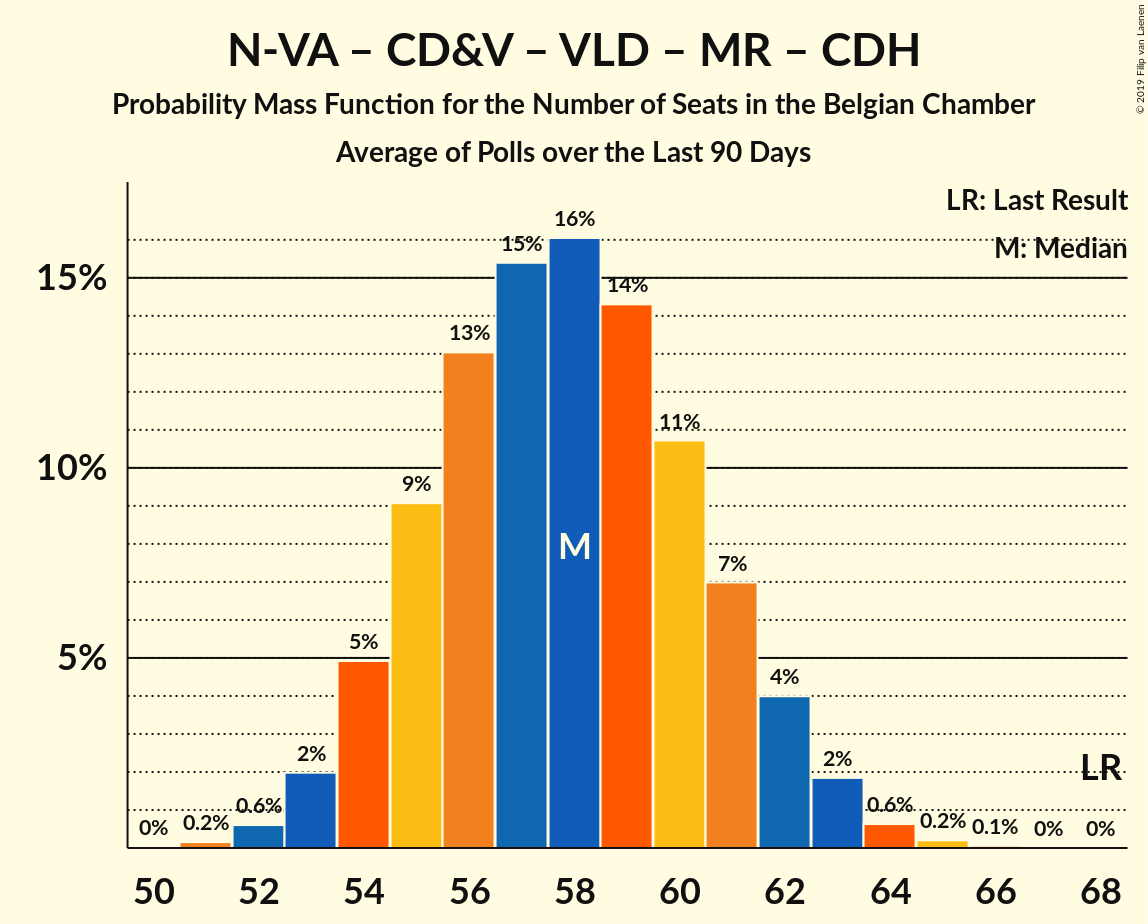 N-VA – CD&V – VLD – MR – CDH
Probability Mass Function for the Number of Seats in the Belgian Chamber
Average of Polls over the Last 90 Days
© 2019 Filip van Laenen
LR: Last Result
M: Median
15%
10%
5%
0%
0.2%
0.6%
2%
5%
9%
13%
15%
16%
14%
11%
7%
4%
2%
0.6%
0.2%
0.1%
0%
0%
M
LR
50 52 54 56 58 60 62 64 66 68